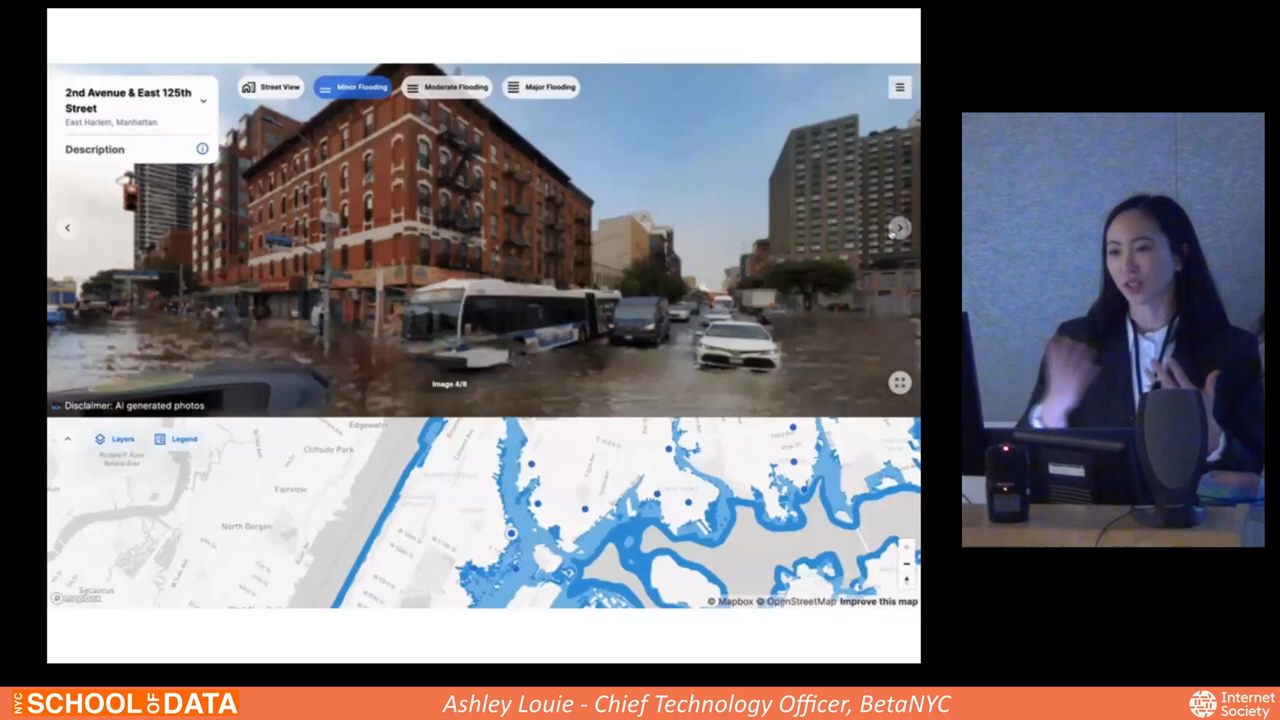 2nd Avenue & East 125th
Street
East Harlem, Manhattan
Description
Street View
Minor Flooding
Moderate Flooding
Major Flooding
Image 4/8
Disclaimer: AI generated photos
Layers
Legend
Edgewater
Cliffside Park
Fairview
North Bergen
Secaucus
mapbox
© Mapbox © OpenStreetMap Improve this map
NYC SCHOOL OF DATA
Ashley Louie - Chief Technology Officer, BetaNYC
Internet
Society